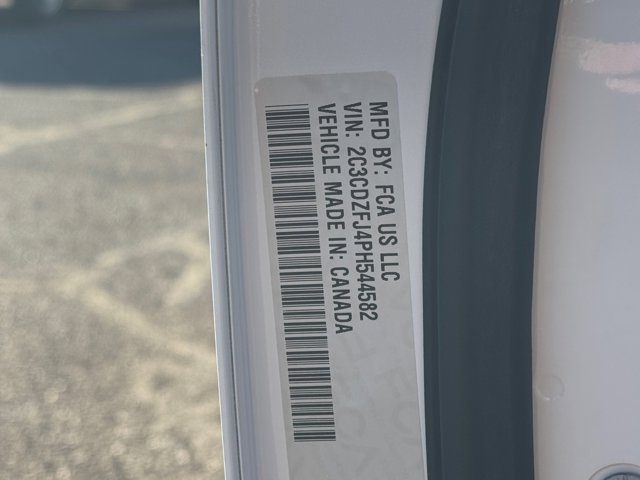 MFD BY: FCA US LLC
VIN: 2C3CDZFJ4PH544582
VEHICLE MADE IN: CANADA